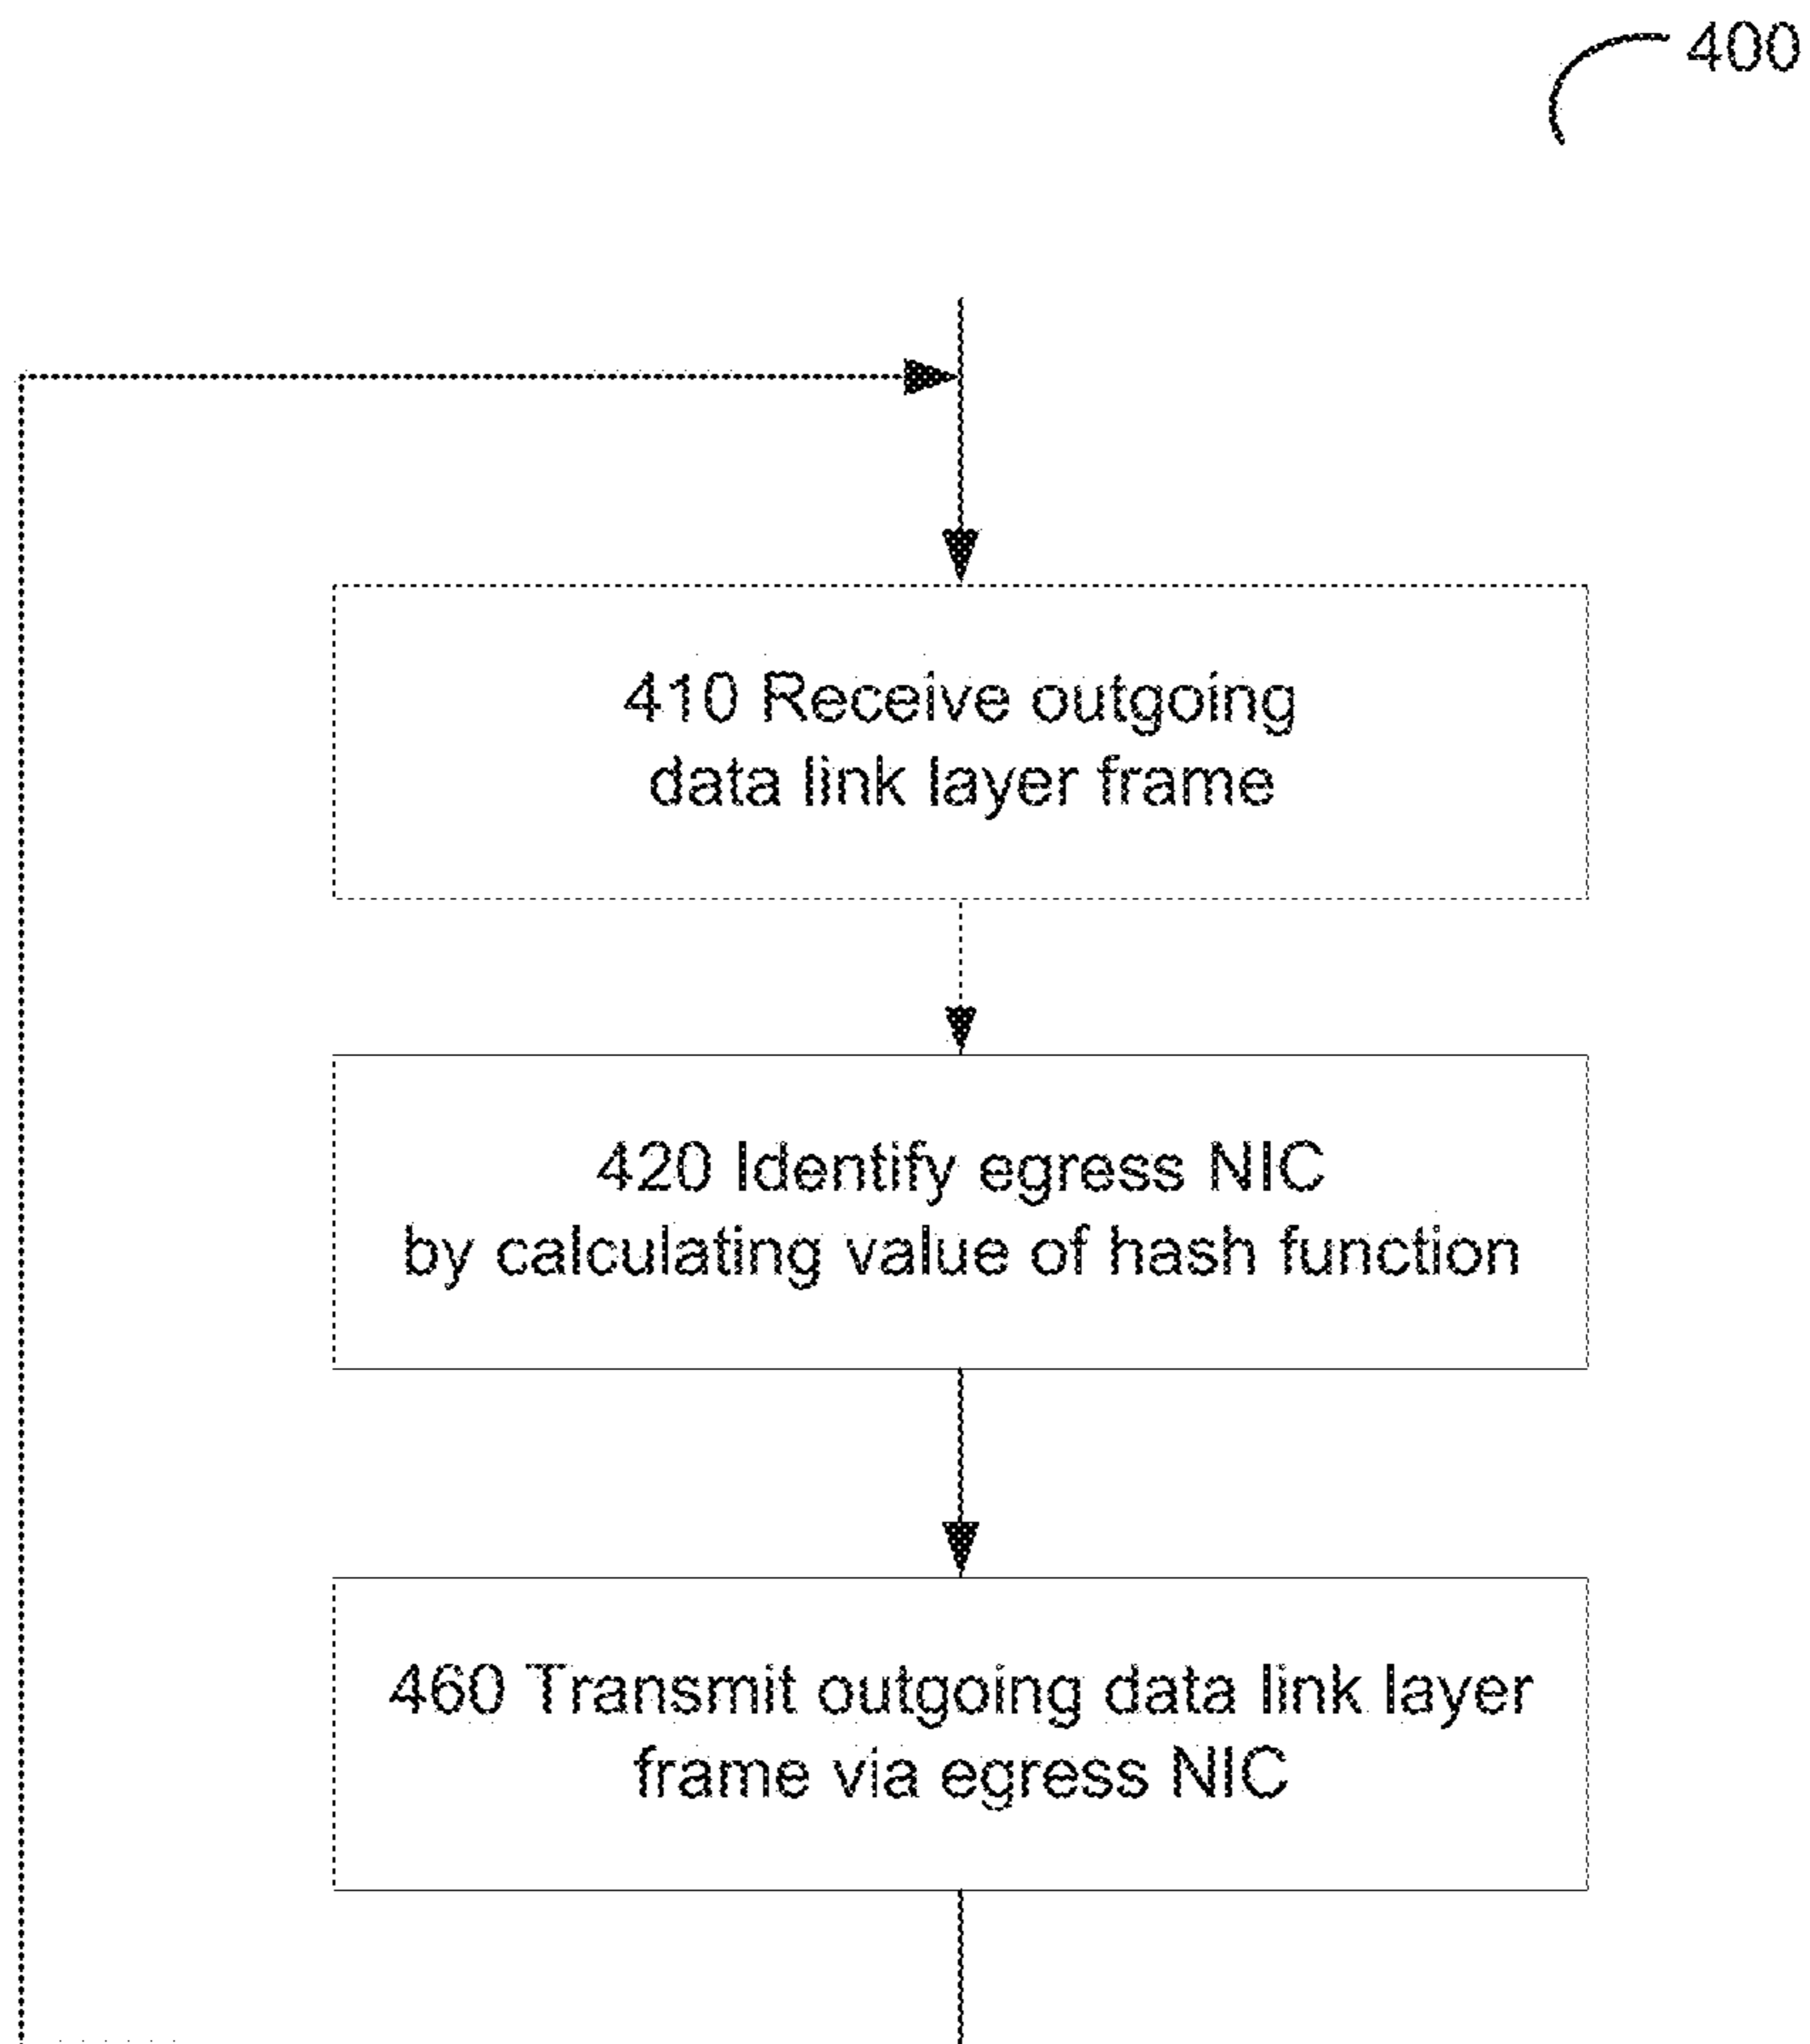 400
410 Receive outgoing
data link layer frame
420 Identify egress NIC
by calculating value of hash function
460 Transmit outgoing data link layer
frame via egress NIC